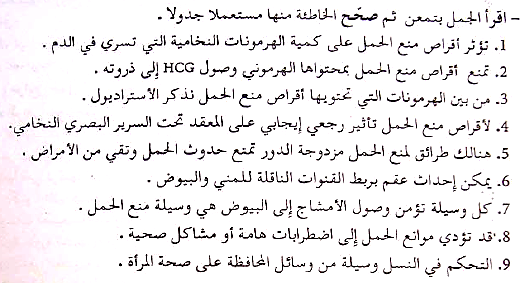 – اقرأ الجمل بتمعن ثم صحّح الخاطئة منها مستعملا جدولا .
1. تؤثر أقراص منع الحمل على كمية الهرمونات النخامية التي تسري في الدم .
2. تمنع أقراص منع الحمل بمحتواها الهرموني وصول HCG إلى ذروته .
3. من بين الهرمونات التي تحتويها أقراص منع الحمل نذكر الأستراديول .
4. لأقراص منع الحمل تأثير رجعي إيجابي على المعقد تحت السرير البصري النخامي.
5. هنالك طرائق لمنع الحمل مزدوجة الدور تمتع حدوث الحمل وتقي من الأمراض .
6. يمكن إحداث عقم بربط القنوات الناقلة للمني والبيوض .
7. كل وسيلة تؤمن وصول الأمشاج إلى البيوض هي وسيلة منع الحمل .
8. قد تؤدي موانع الحمل إلى اضطرابات هامة أو مشاكل صحية .
9. التحكم في النسل وسيلة من وسائل المحافظة على صحة المرأة .